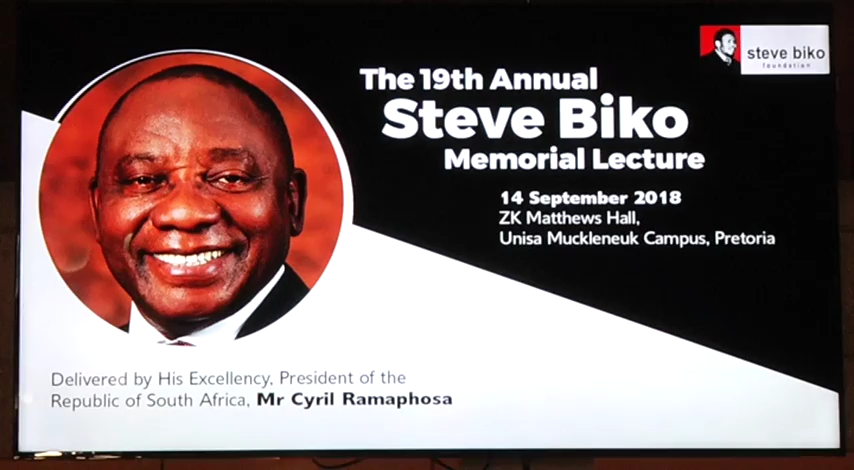 steve biko
foundation
The 19th Annual
Steve Biko
Memorial Lecture
14 September 2018
ZK Matthews Hall,
Unisa Muckleneuk Campus, Pretoria
Delivered by His Excellency, President of the
Republic of South Africa, Mr Cyril Ramaphosa